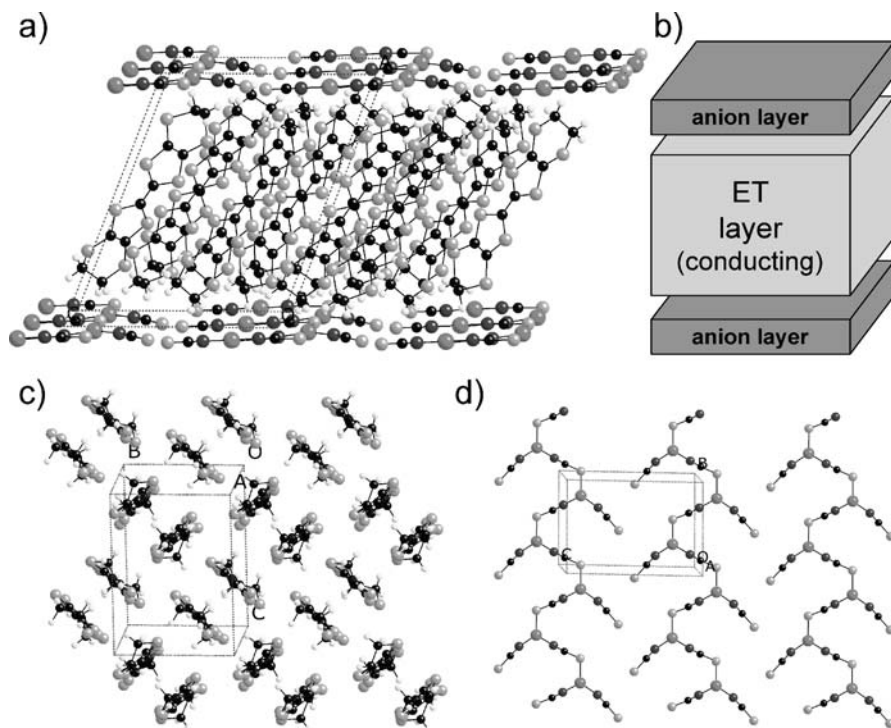 a)
b)
anion layer
ET
layer
(conducting)
anion layer
c)
B
O
A
C
d)
B
C
O
A